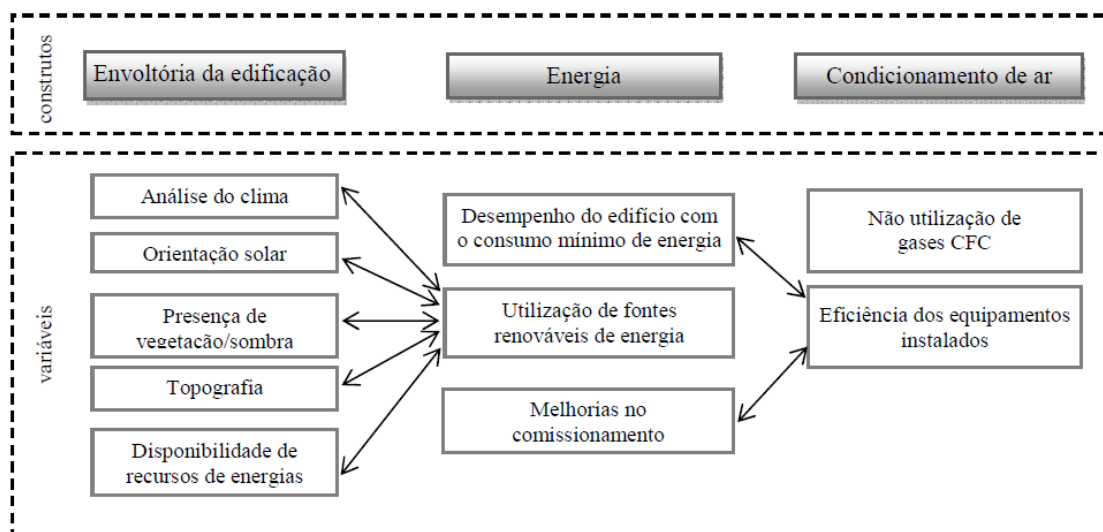 construtos
Envoltória da edificação
Energia
Condicionamento de ar
variáveis
Análise do clima
Orientação solar
Presença de
vegetação/sombra
Topografia
Disponibilidade de
recursos de energias
Desempenho do edifício com
o consumo mínimo de energia
Utilização de fontes
renováveis de energia
Melhorias no
comissionamento
Não utilização de
gases CFC
Eficiência dos equipamentos
instalados